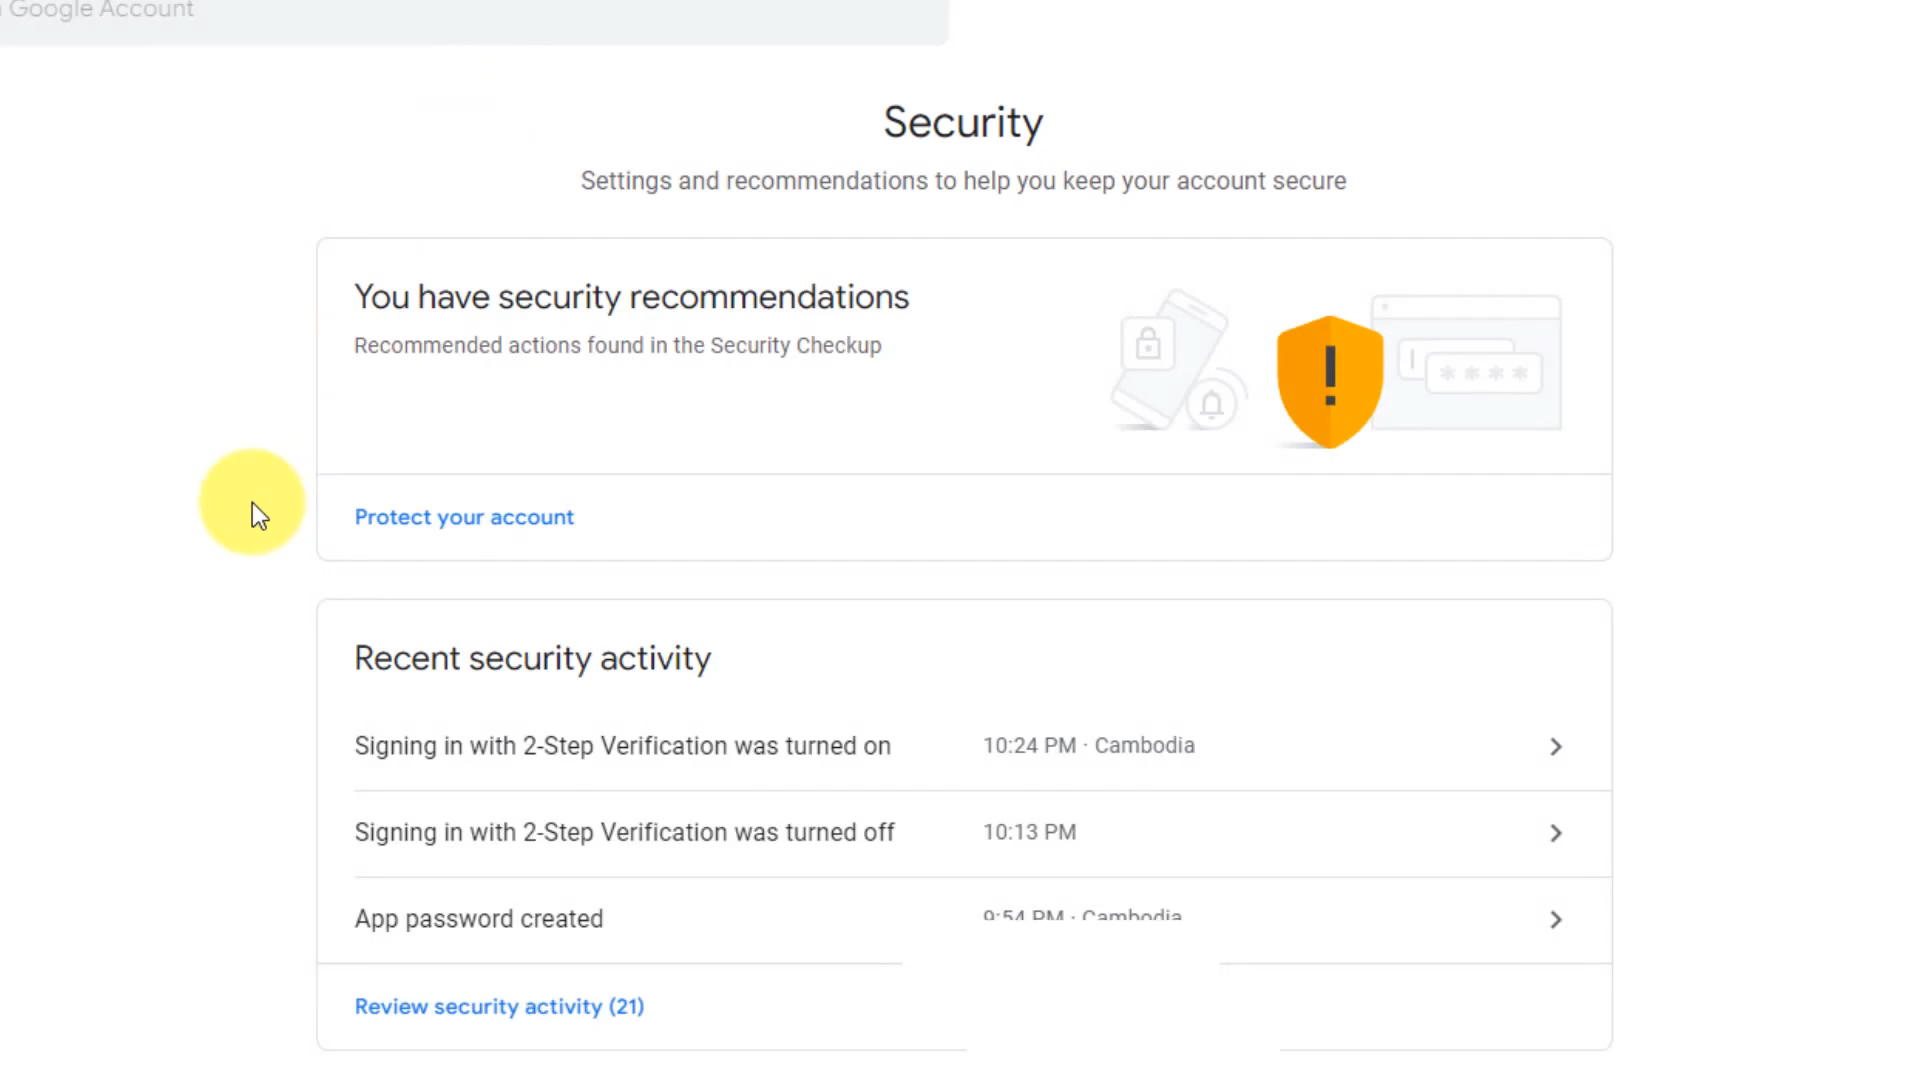 Google Account
Security
Settings and recommendations to help you keep your account secure
You have security recommendations
Recommended actions found in the Security Checkup
Protect your account
Recent security activity
Signing in with 2-Step Verification was turned on
10:24 PM · Cambodia
Signing in with 2-Step Verification was turned off
10:13 PM
App password created
9:54 PM · Cambodia
Review security activity (21)